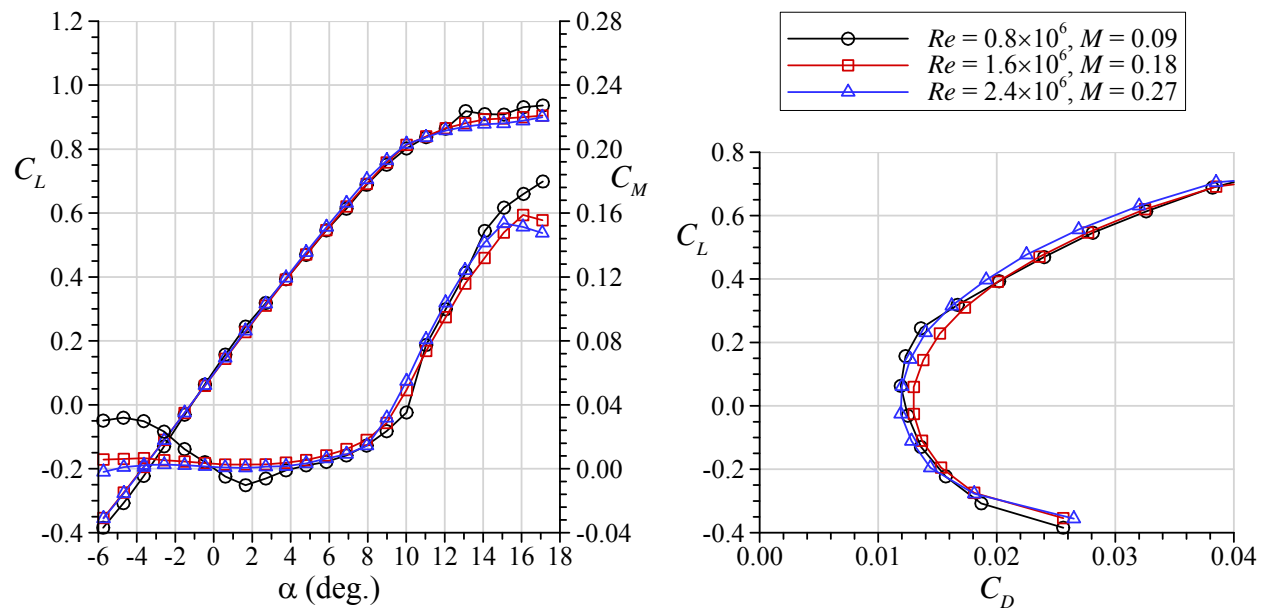 1.2
1.0
0.8
0.6
0.4
0.2
0.0
-0.2
-0.4
C_L
0.28
0.24
0.20
0.16
0.12
0.08
0.04
0.00
-0.04
C_M
-6 -4 -2 0 2 4 6 8 10 12 14 16 18
α (deg.)
Re = 0.8×10⁶, M = 0.09
Re = 1.6×10⁶, M = 0.18
Re = 2.4×10⁶, M = 0.27
0.8
0.6
0.4
0.2
0.0
-0.2
-0.4
C_L
0.00 0.01 0.02 0.03 0.04
C_D